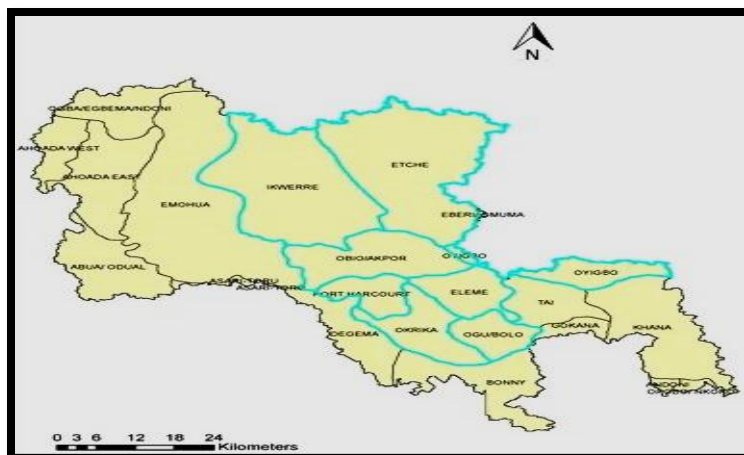 N
OGBA/EGBEMA/NDONI
AHOADA WEST
AHOADA EAST
ETCHE
IKWERRE
EMOHUA
OBIO/AKPOR
OYIGBO
ABUA/ ODUAL
PORT HARCOURT
ELEME
TAI
OKRIKA
OGU/BOLO
GOKANA
KHANA
DEGEMA
BONNY
ANDONI
0 3 6 12 18 24
Kilometers